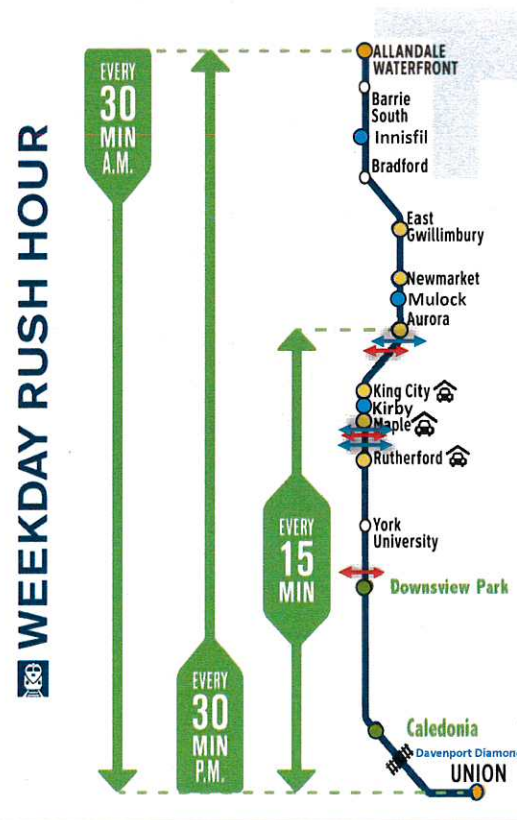 WEEKDAY RUSH HOUR
EVERY
30
MIN
A.M.
EVERY
30
MIN
P.M.
EVERY
15
MIN
ALLANDALE
WATERFRONT
Barrie
South
Innisfil
Bradford
East
Gwillimbury
Newmarket
Mulock
Aurora
King City
Kirby
Maple
Rutherford
York
University
Downsview Park
Caledonia
Davenport Diamon
UNION